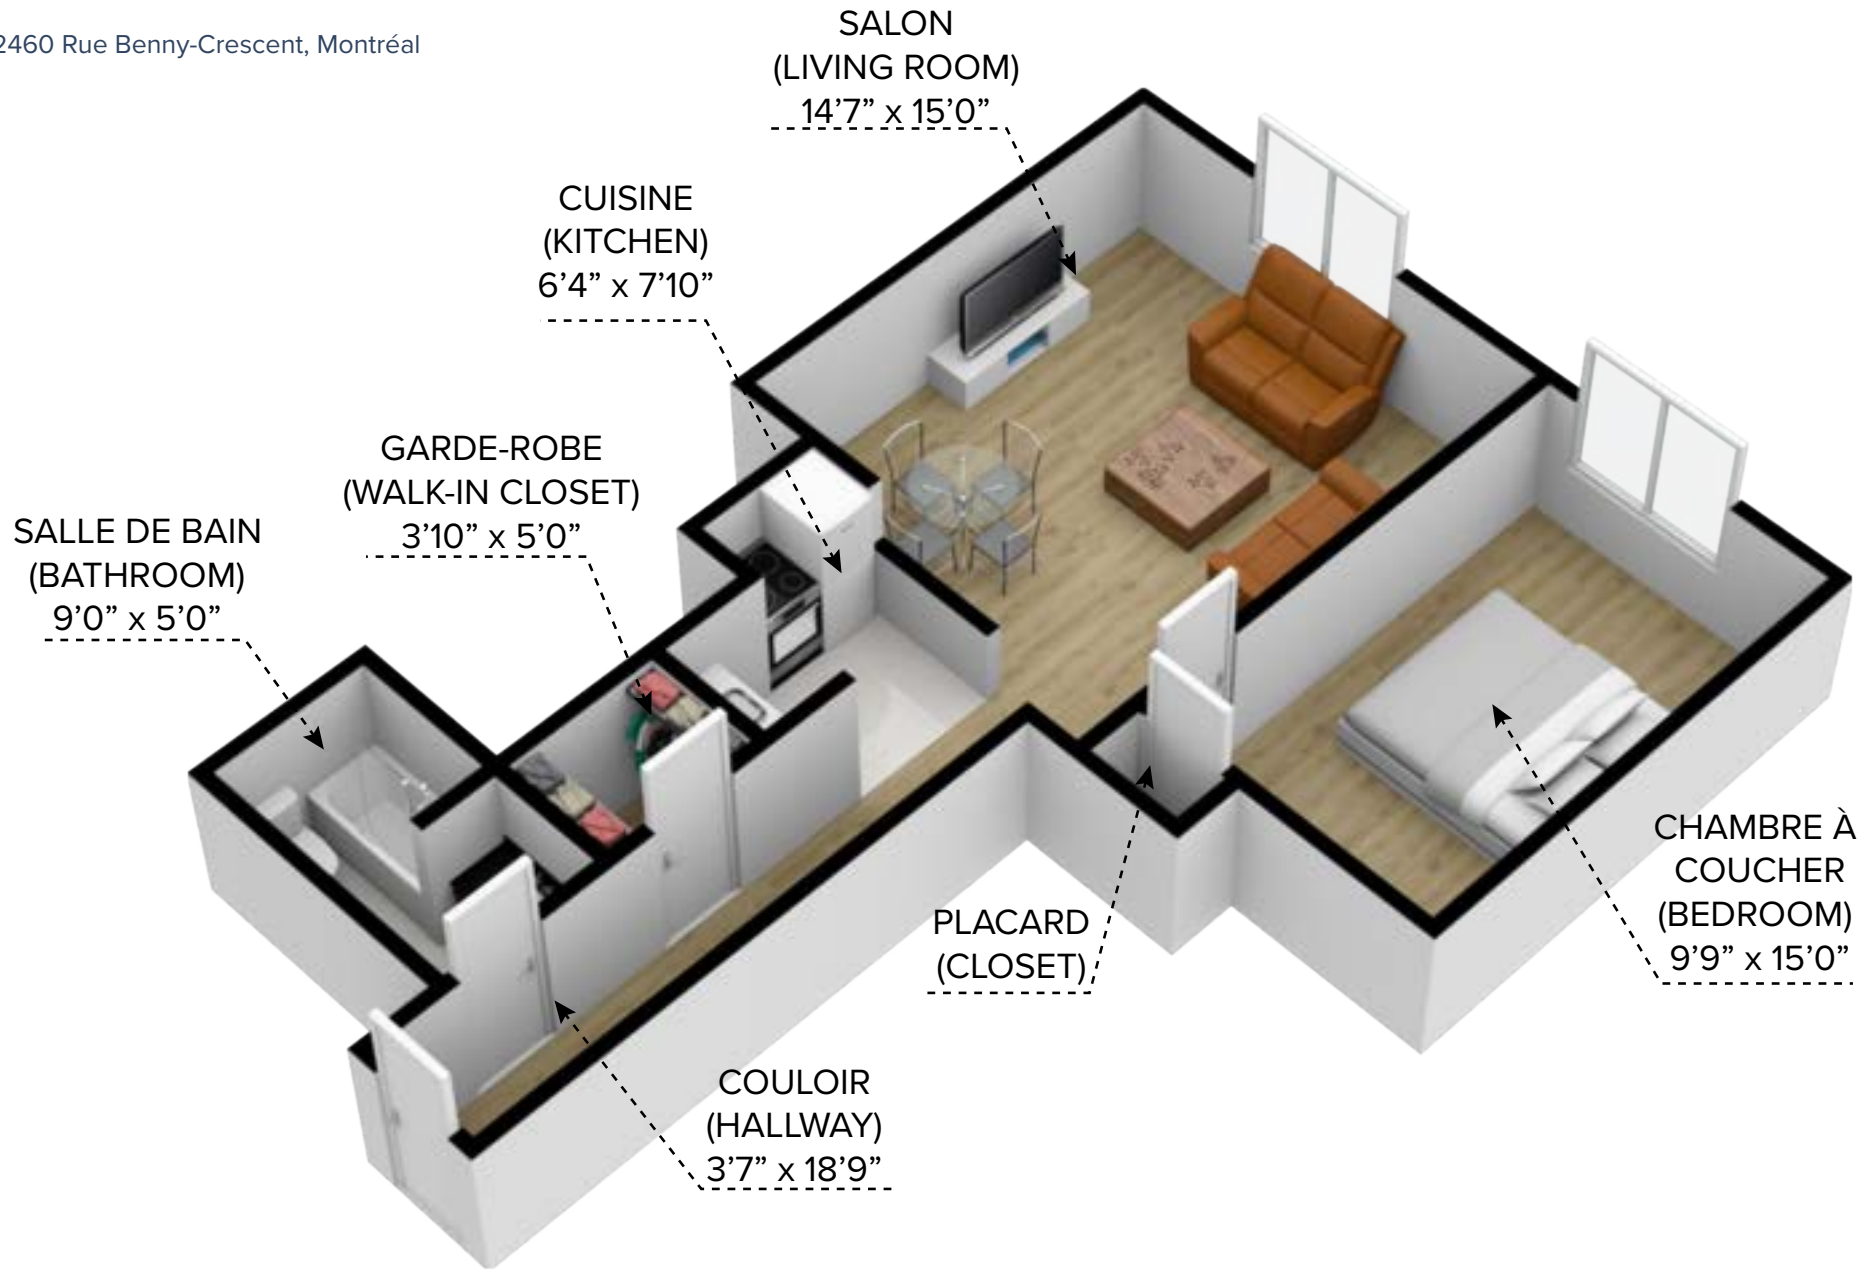 2460 Rue Benny-Crescent, Montréal
SALON
(LIVING ROOM)
14’7” x 15’0”
CUISINE
(KITCHEN)
6’4” x 7’10”
GARDE-ROBE
(WALK-IN CLOSET)
3’10” x 5’0”
SALLE DE BAIN
(BATHROOM)
9’0” x 5’0”
CHAMBRE À
COUCHER
(BEDROOM)
9’9” x 15’0”
PLACARD
(CLOSET)
COULOIR
(HALLWAY)
3’7” x 18’9”